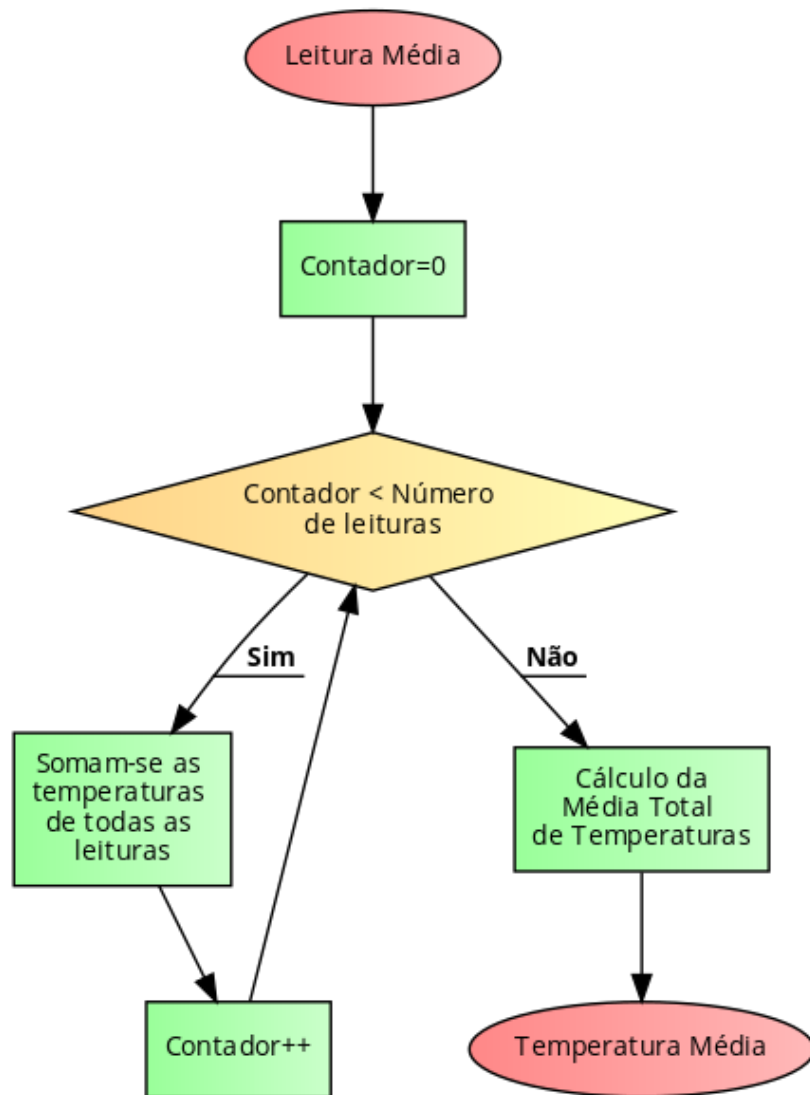 Leitura Média
Contador=0
Contador < Número
de leituras
Sim
Não
Somam-se as
temperaturas
de todas as
leituras
Cálculo da
Média Total
de Temperaturas
Contador++
Temperatura Média